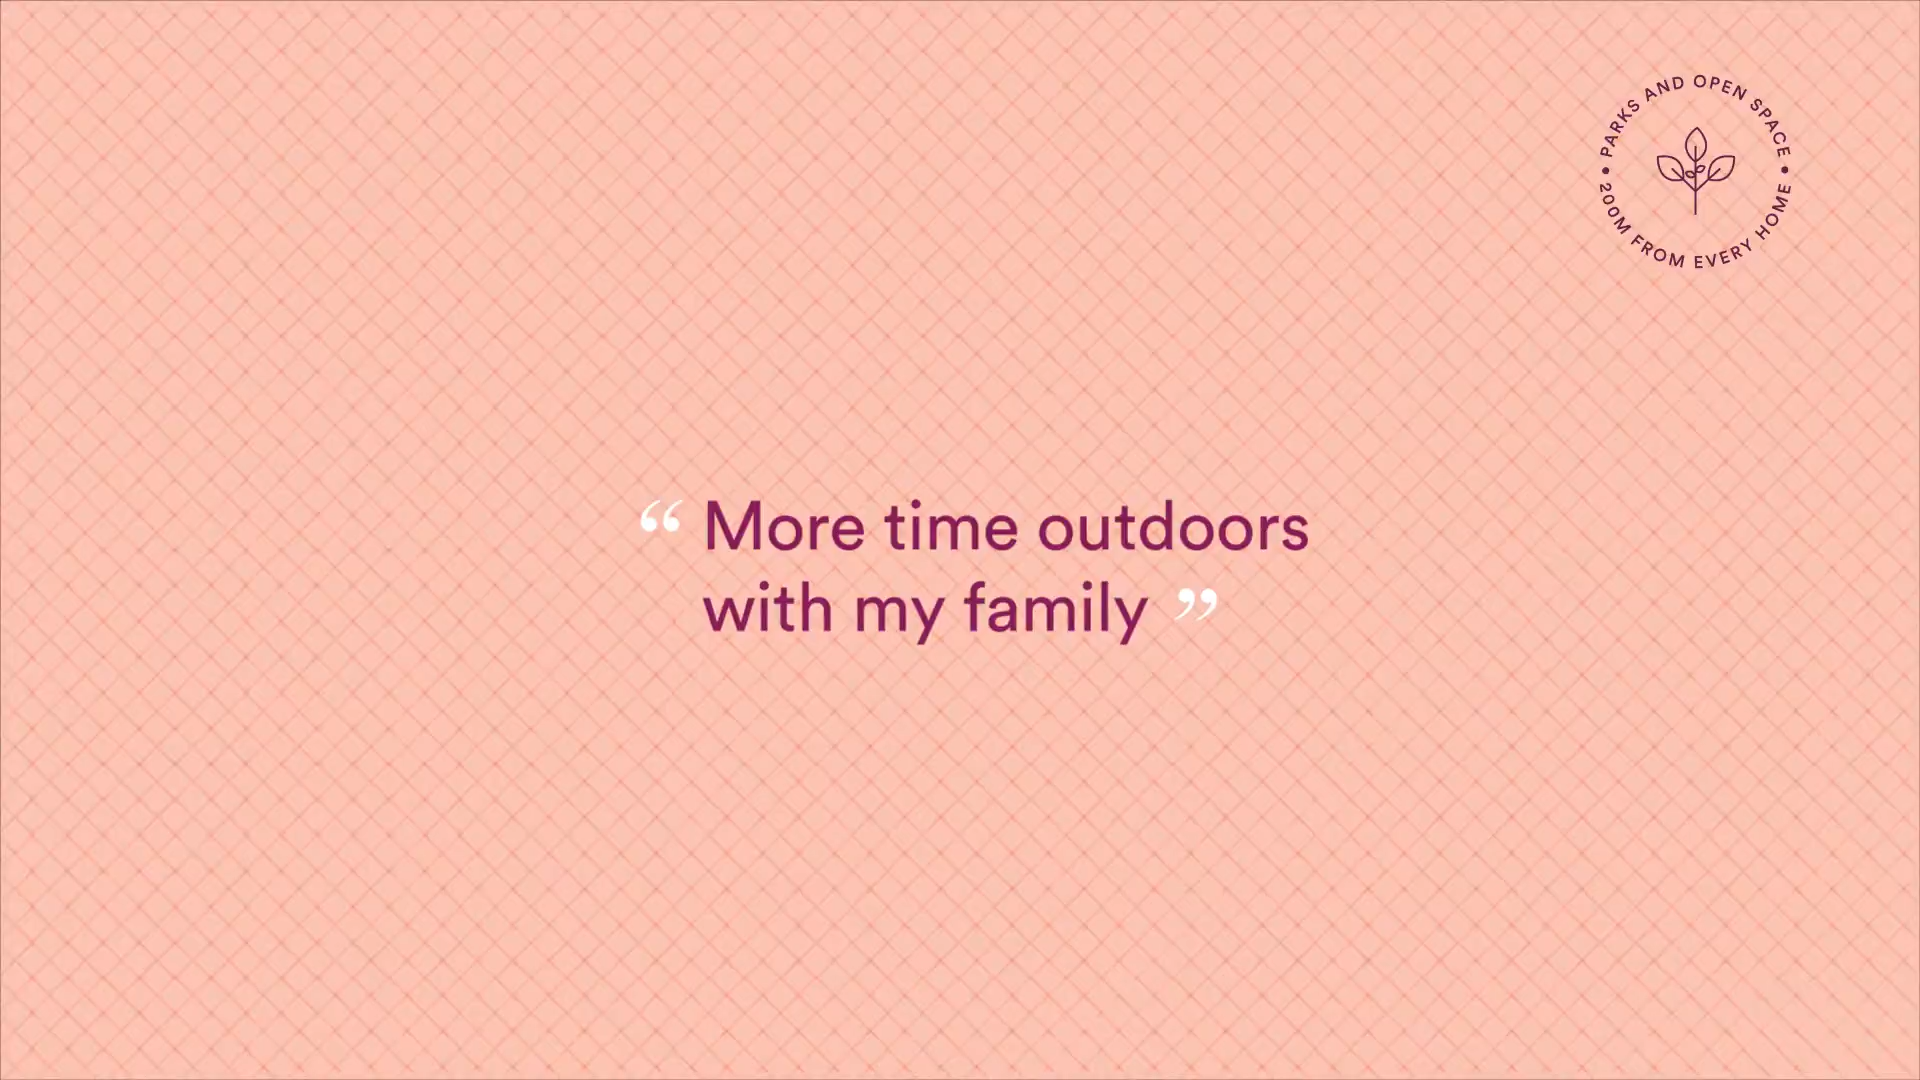 PARKS AND OPEN SPACE •
200M FROM EVERY HOME •
“ More time outdoors
with my family ”